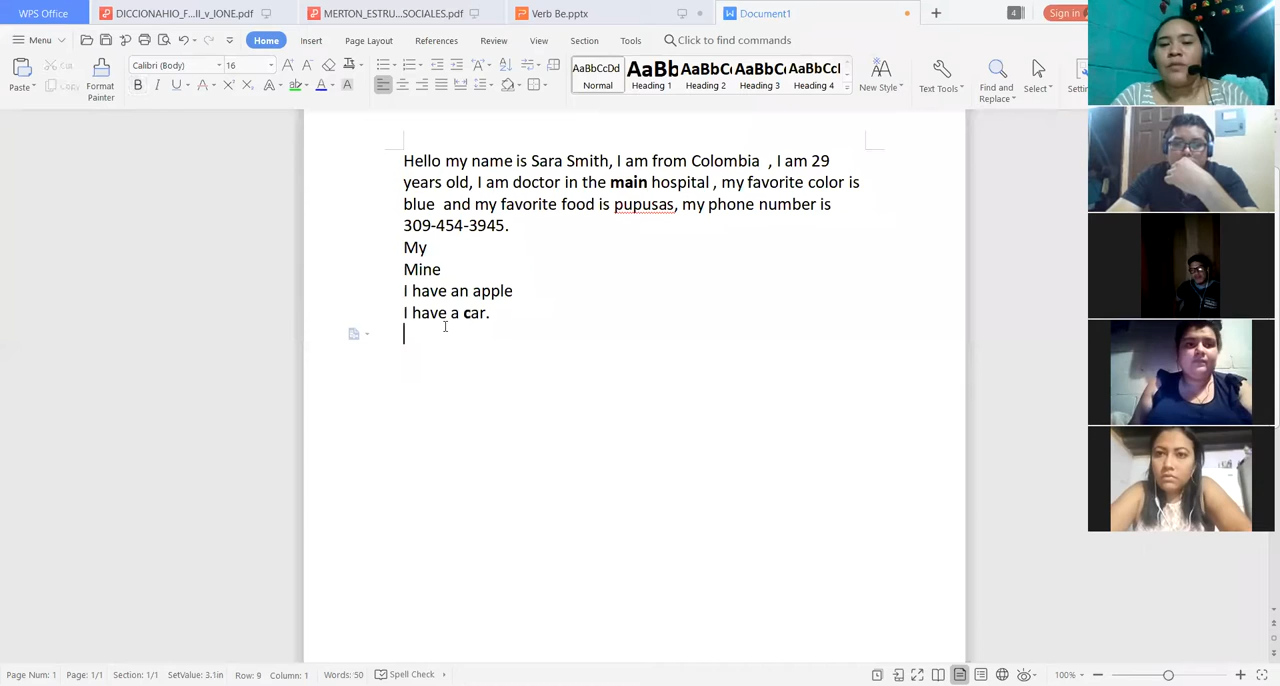 WPS Office
DICCIONAHIO_F...II_v_IONE.pdf
MERTON_ESTRU...SOCIALES.pdf
Verb Be.pptx
Document1
4
Sign in
Menu
Home
Insert
Page Layout
References
Review
View
Section
Tools
Click to find commands
Paste
Cut
Copy
Format
Painter
Calibri (Body)
16
AaBbCcDd
Normal
AaBb
Heading 1
AaBbC
Heading 2
AaBbC
Heading 3
AaBbCcI
Heading 4
New Style
Text Tools
Find and
Replace
Select
Hello my name is Sara Smith, I am from Colombia  , I am 29
years old, I am doctor in the main hospital , my favorite color is
blue  and my favorite food is pupusas, my phone number is
309-454-3945.
My
Mine
I have an apple
I have a car.
Page Num: 1
Page: 1/1
Section: 1/1
SetValue: 3.1in
Row: 9
Column: 1
Words: 50
Spell Check
100%